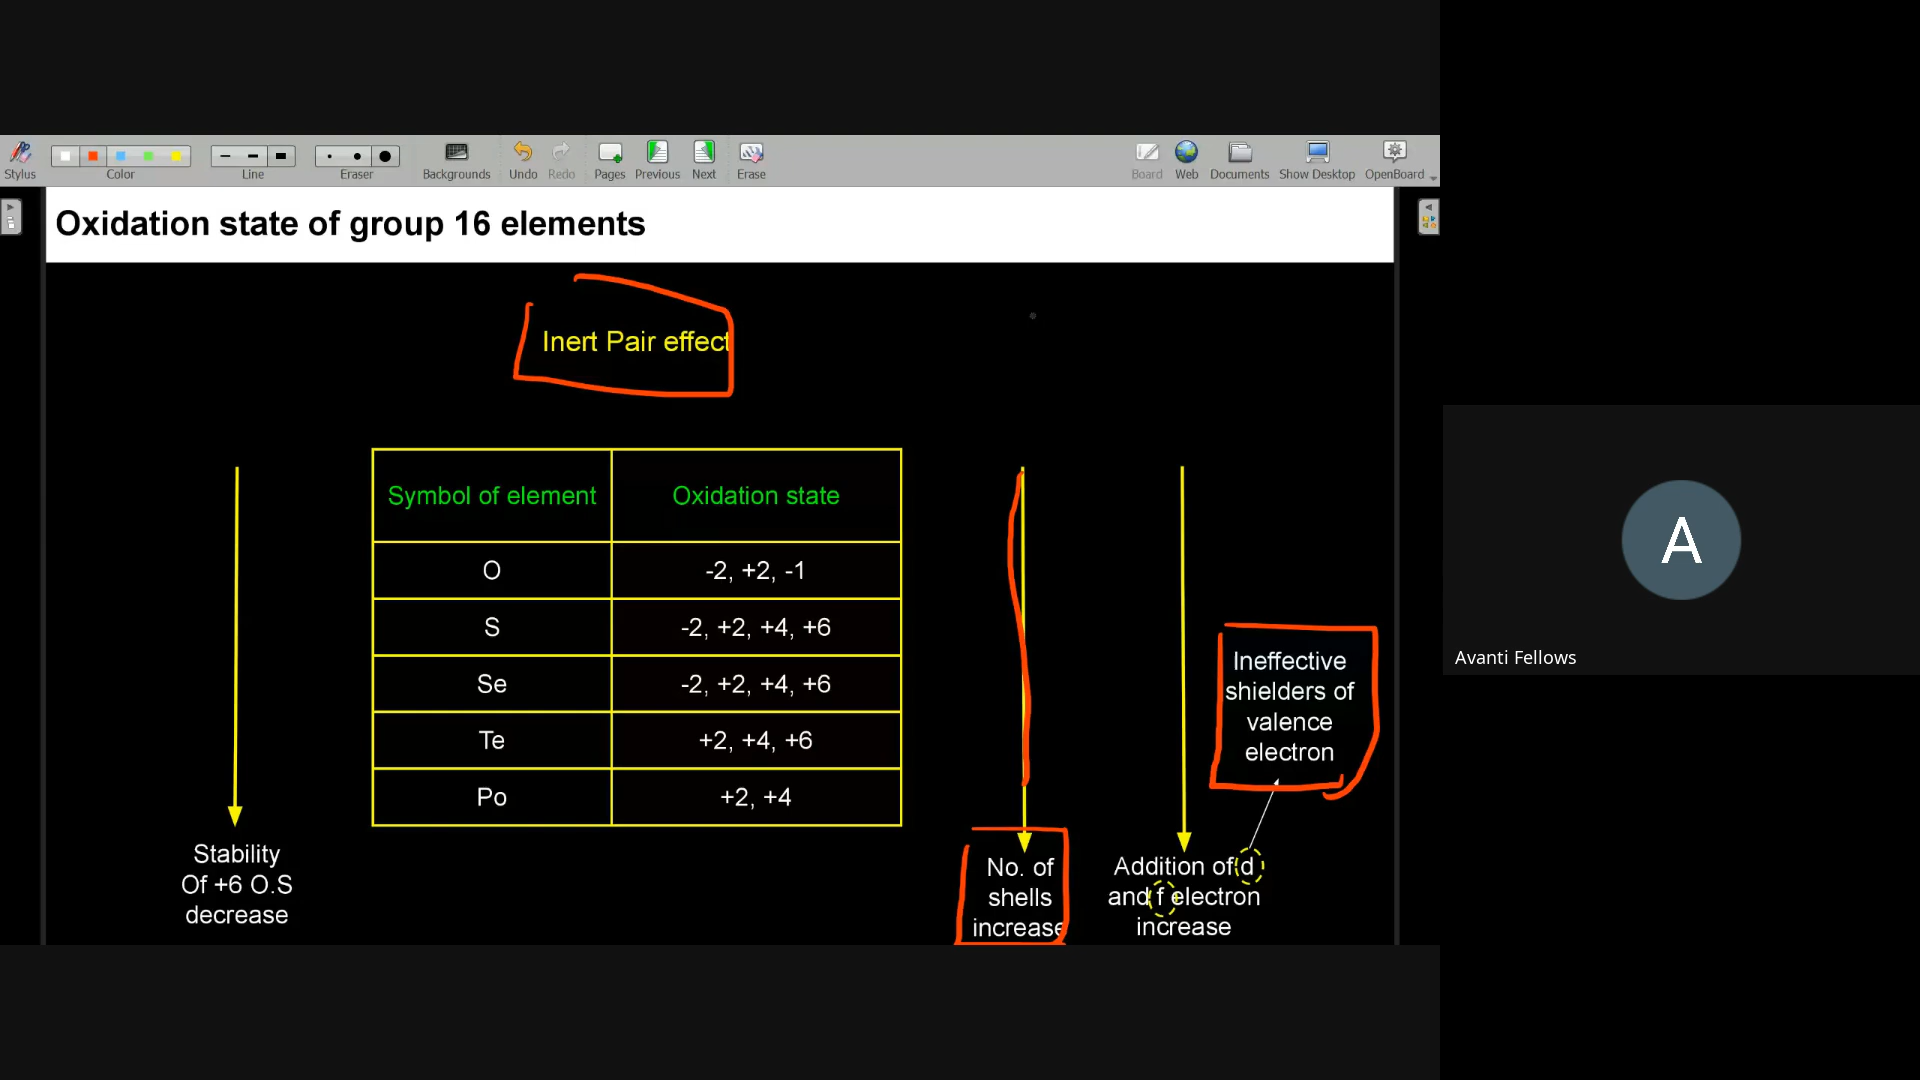 Stylus
Color
Line
Eraser
Backgrounds
Undo
Redo
Pages
Previous
Next
Erase
Board
Web
Documents
Show Desktop
OpenBoard
Oxidation state of group 16 elements
Inert Pair effect
Symbol of element Oxidation state
O -2, +2, -1
S -2, +2, +4, +6
Se -2, +2, +4, +6
Te +2, +4, +6
Po +2, +4
Stability
Of +6 O.S
decrease
No. of
shells
increase
Addition of d
and f electron
increase
Ineffective
shielders of
valence
electron
A
Avanti Fellows